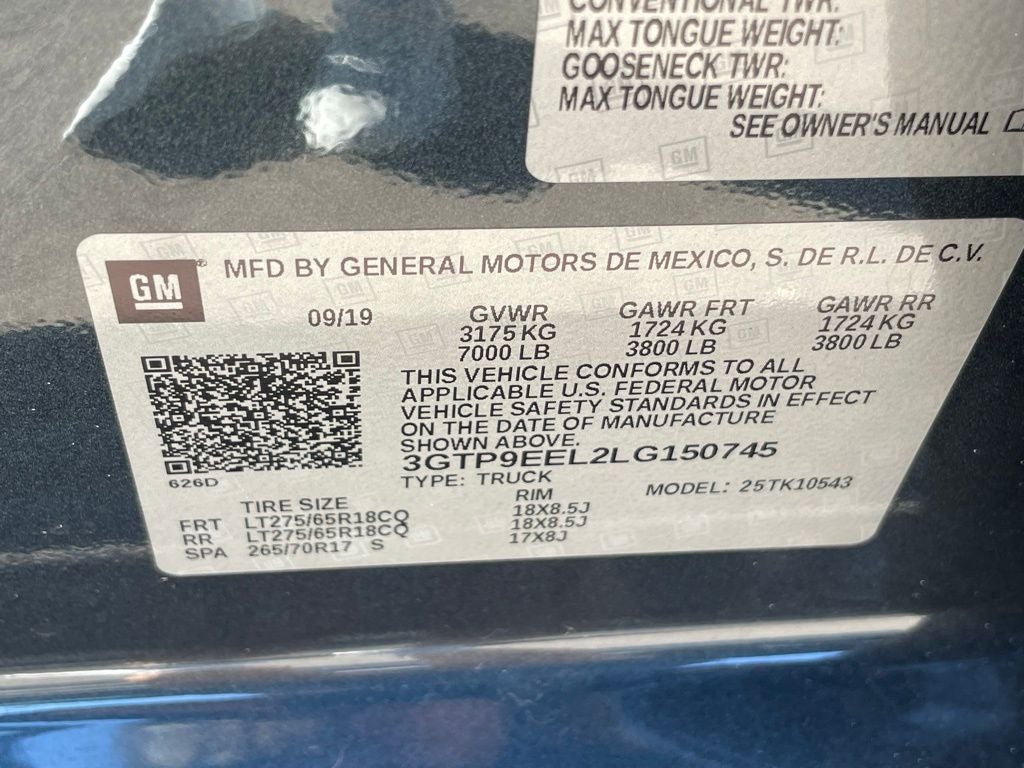 CONVENTIONAL TWR:
MAX TONGUE WEIGHT:
GOOSENECK TWR:
MAX TONGUE WEIGHT:
SEE OWNER'S MANUAL
GM
GM® MFD BY GENERAL MOTORS DE MEXICO, S. DE R.L. DE C.V.
09/19 GVWR GAWR FRT GAWR RR
3175 KG 1724 KG 1724 KG
7000 LB 3800 LB 3800 LB
THIS VEHICLE CONFORMS TO ALL
APPLICABLE U.S. FEDERAL MOTOR
VEHICLE SAFETY STANDARDS IN EFFECT
ON THE DATE OF MANUFACTURE
SHOWN ABOVE.
3GTP9EEL2LG150745
626D TYPE: TRUCK MODEL: 25TK10543
TIRE SIZE RIM
FRT LT275/65R18CQ 18X8.5J
RR LT275/65R18CQ 18X8.5J
SPA 265/70R17 S 17X8J